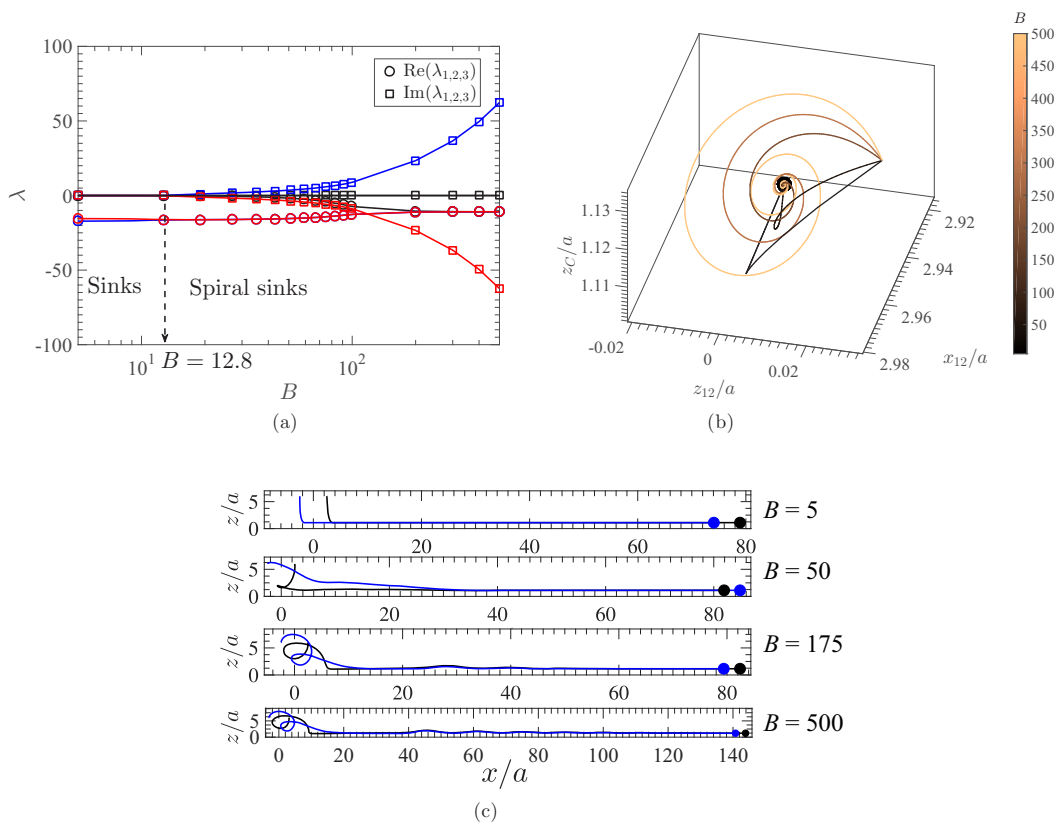 100
50
0
-50
-100
λ
Re(λ1,2,3)
Im(λ1,2,3)
Sinks
Spiral sinks
10^1
B = 12.8
10^2
B
(a)
B
500
450
400
350
300
250
200
150
100
50
1.13
1.12
1.11
z_C/a
-0.02
0
0.02
z_12/a
2.92
2.94
2.96
2.98
x_12/a
(b)
z/a
5
0
0 20 40 60 80
B = 5
z/a
5
0
0 20 40 60 80
B = 50
z/a
5
0
0 20 40 60 80
B = 175
z/a
5
0
0 20 40 60 80 100 120 140
B = 500
x/a
(c)